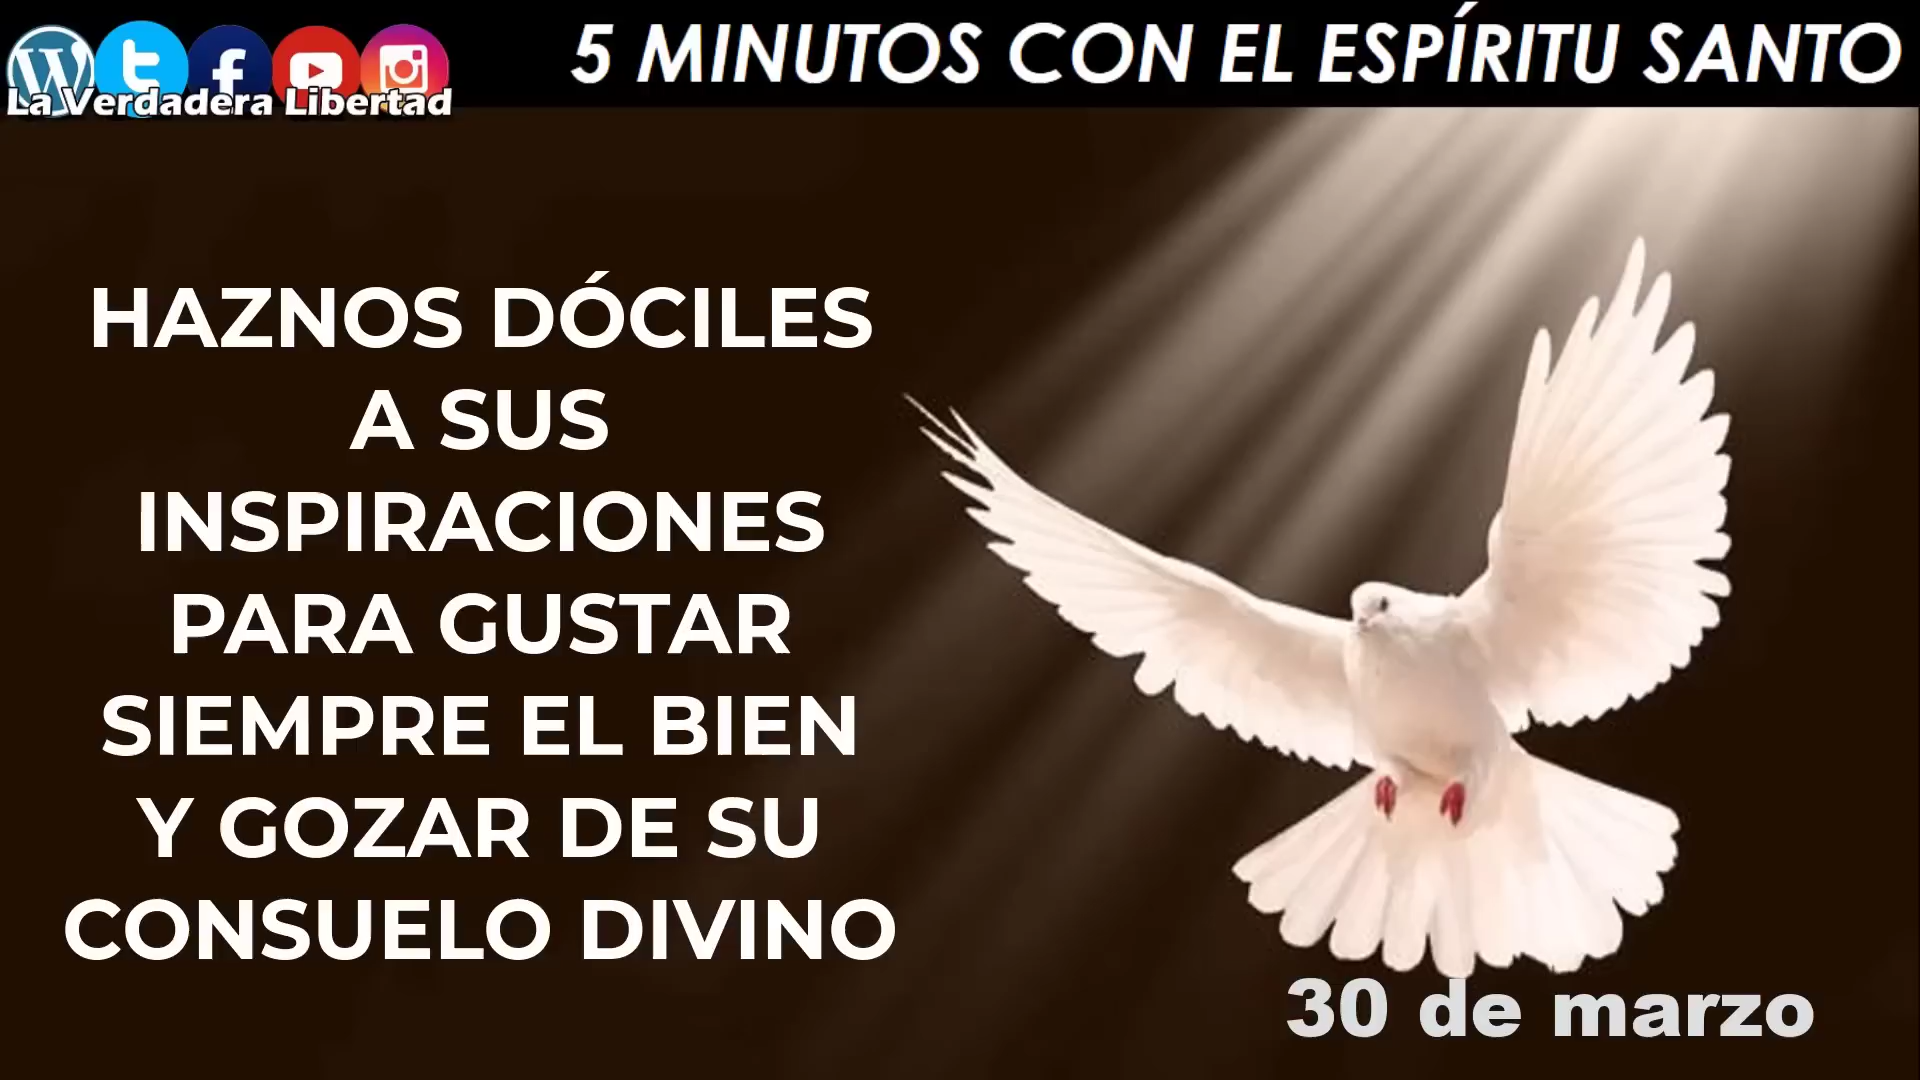 5 MINUTOS CON EL ESPÍRITU SANTO
La Verdadera Libertad
HAZNOS DÓCILES
A SUS
INSPIRACIONES
PARA GUSTAR
SIEMPRE EL BIEN
Y GOZAR DE SU
CONSUELO DIVINO
30 de marzo